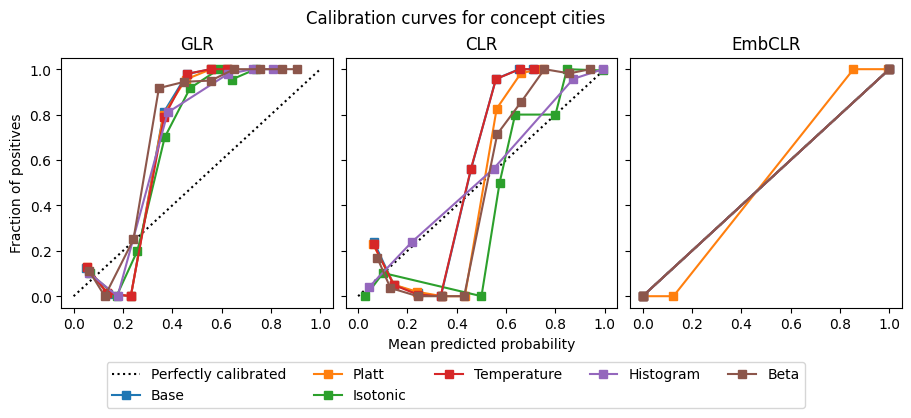 Calibration curves for concept cities
GLR
CLR
EmbCLR
Fraction of positives
1.0
0.8
0.6
0.4
0.2
0.0
0.0 0.2 0.4 0.6 0.8 1.0
0.0 0.2 0.4 0.6 0.8 1.0
0.0 0.2 0.4 0.6 0.8 1.0
Mean predicted probability
Perfectly calibrated Platt Temperature Histogram Beta
Base Isotonic